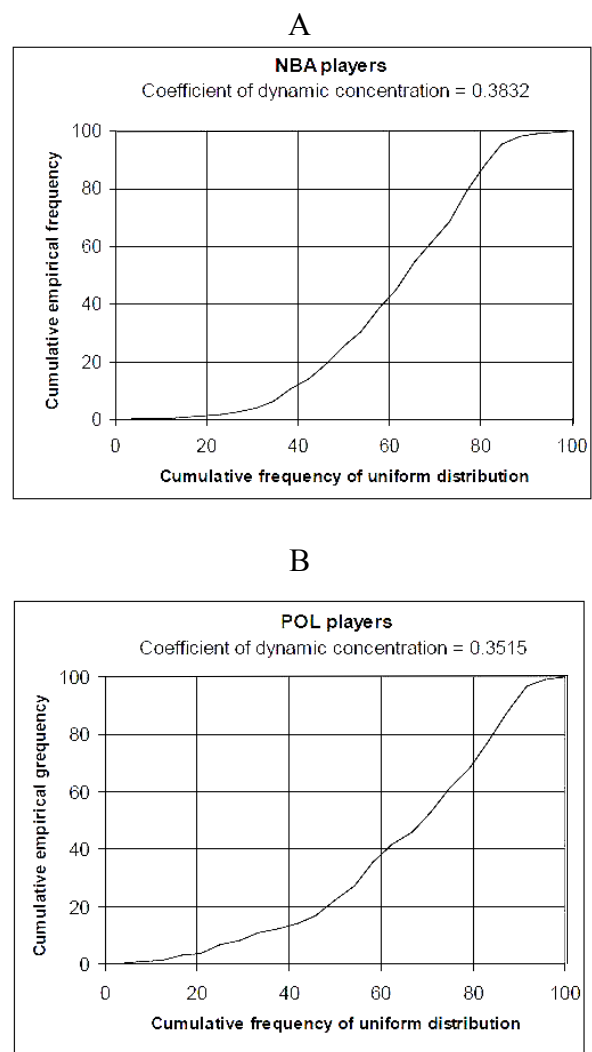 A
NBA players
Coefficient of dynamic concentration = 0.3832
100
80
60
40
20
0
Cumulative empirical frequency
0 20 40 60 80 100
Cumulative frequency of uniform distribution
B
POL players
Coefficient of dynamic concentration = 0.3515
100
80
60
40
20
0
Cumulative empirical grequency
0 20 40 60 80 100
Cumulative frequency of uniform distribution